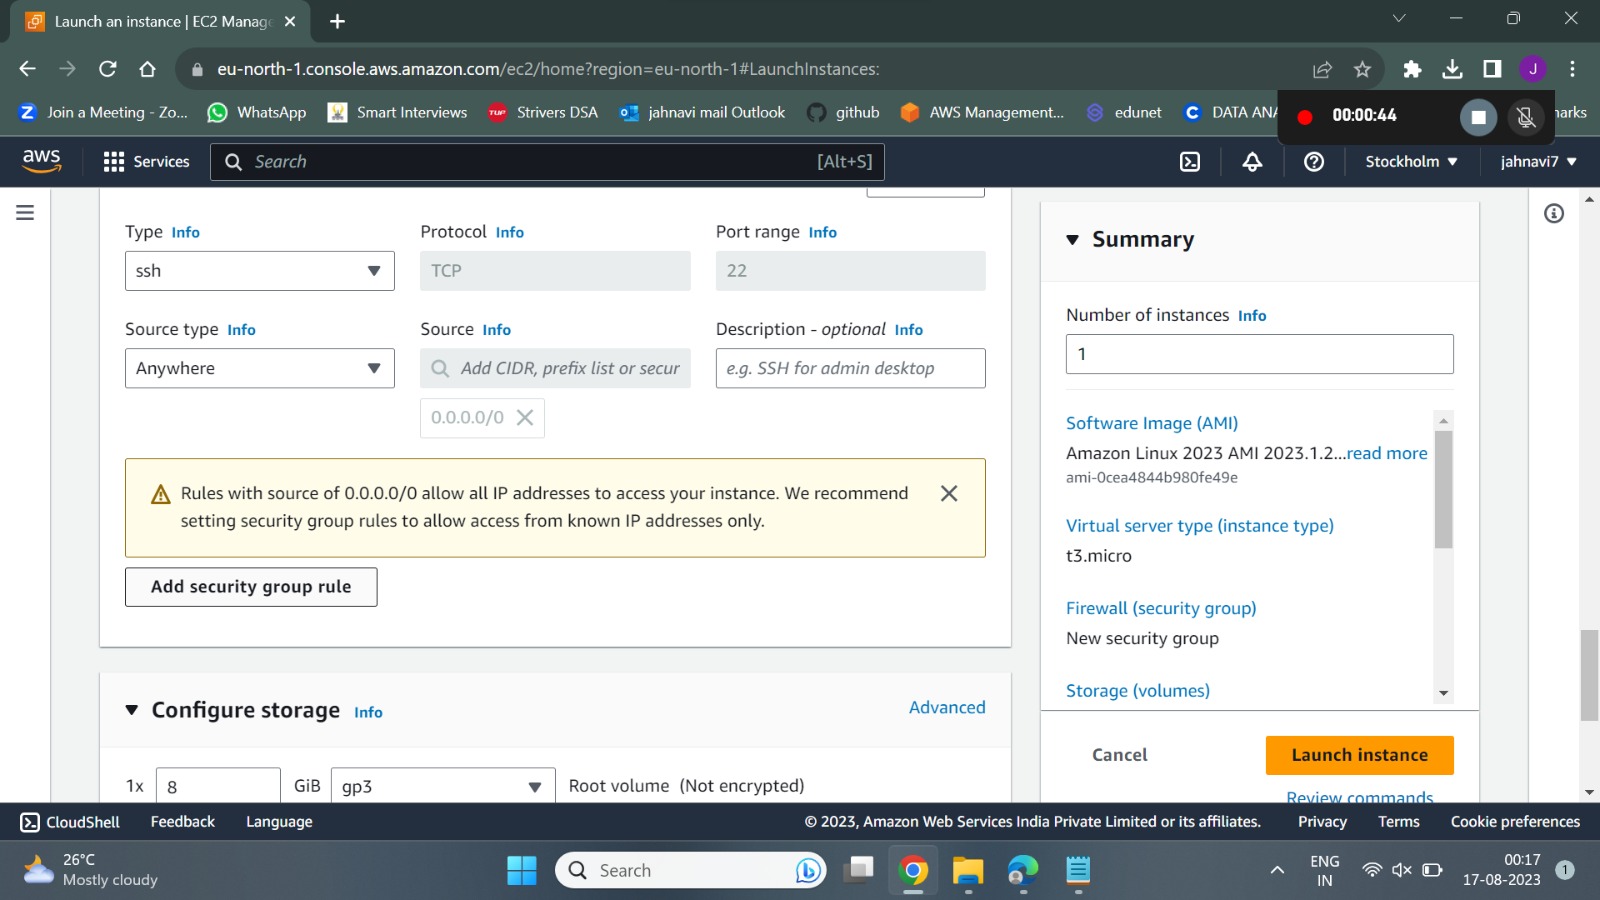 Launch an instance | EC2 Manage
eu-north-1.console.aws.amazon.com/ec2/home?region=eu-north-1#LaunchInstances:
J
Z Join a Meeting - Zo...
WhatsApp
Smart Interviews
TUF Strivers DSA
jahnavi mail Outlook
github
AWS Management...
edunet
C DATA ANA
00:00:44
arks
aws
Services
Search
[Alt+S]
Stockholm
jahnavi7
Type Info
Protocol Info
Port range Info
ssh
TCP
22
Source type Info
Source Info
Description - optional Info
Anywhere
Add CIDR, prefix list or secur
e.g. SSH for admin desktop
0.0.0.0/0
Rules with source of 0.0.0.0/0 allow all IP addresses to access your instance. We recommend
setting security group rules to allow access from known IP addresses only.
Add security group rule
Configure storage Info
Advanced
1x
8
GiB
gp3
Root volume (Not encrypted)
Summary
Number of instances Info
1
Software Image (AMI)
Amazon Linux 2023 AMI 2023.1.2...read more
ami-0cea4844b980fe49e
Virtual server type (instance type)
t3.micro
Firewall (security group)
New security group
Storage (volumes)
Cancel
Launch instance
Review commands
CloudShell
Feedback
Language
© 2023, Amazon Web Services India Private Limited or its affiliates.
Privacy
Terms
Cookie preferences
26°C
Mostly cloudy
Search
ENG
IN
00:17
17-08-2023
1